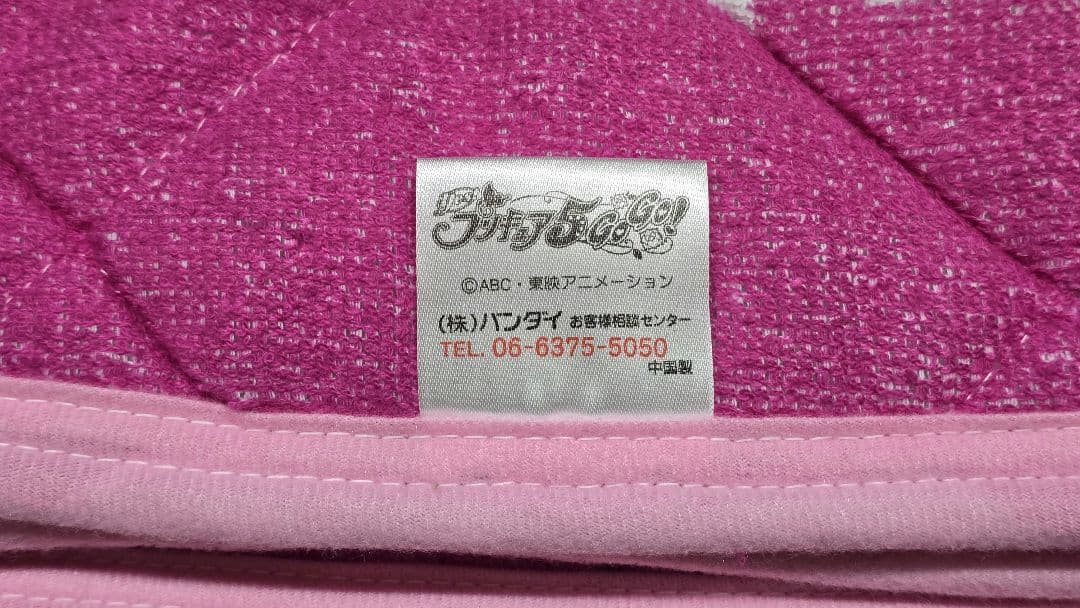 Yes!プリキュア5GoGo!
©ABC・東映アニメーション
(株)バンダイ お客様相談センター
TEL. 06-6375-5050
中国製